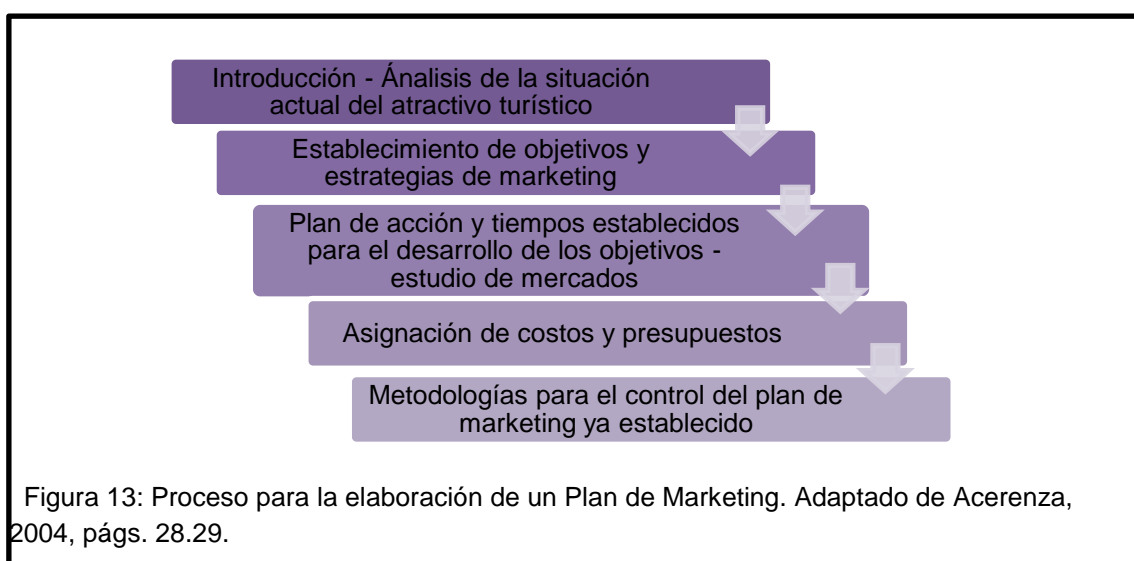 Introducción - Ánalisis de la situación
actual del atractivo turístico
Establecimiento de objetivos y
estrategias de marketing
Plan de acción y tiempos establecidos
para el desarrollo de los objetivos -
estudio de mercados
Asignación de costos y presupuestos
Metodologías para el control del plan de
marketing ya establecido
Figura 13: Proceso para la elaboración de un Plan de Marketing. Adaptado de Acerenza,
2004, págs. 28.29.